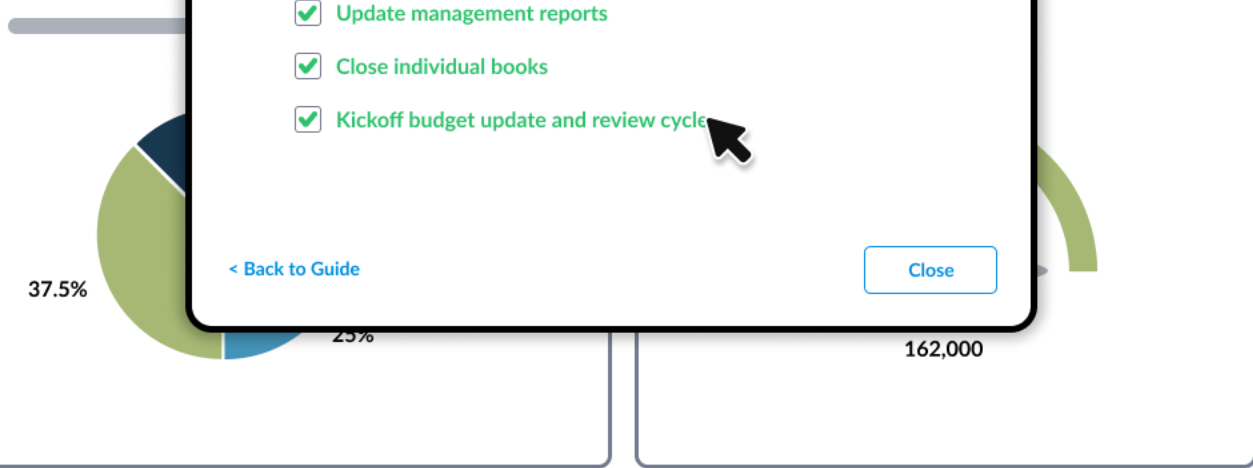 Update management reports
Close individual books
Kickoff budget update and review cycle
< Back to Guide
Close
37.5%
25%
162,000